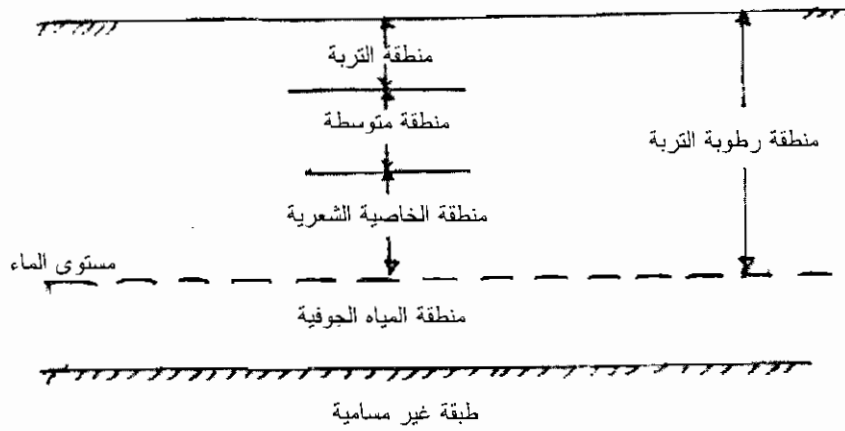 منطقة التربة
منطقة متوسطة
منطقة رطوبة التربة
منطقة الخاصية الشعرية
مستوى الماء
منطقة المياه الجوفية
طبقة غير مسامية